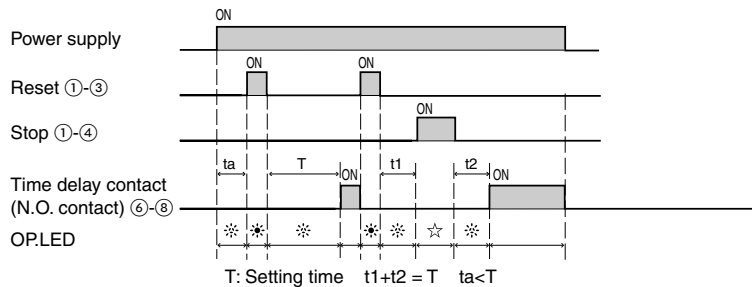 ON
Power supply
ON
ON
Reset ①-③
ON
Stop ①-④
ta
T
t1
t2
ON
ON
Time delay contact
(N.O. contact) ⑥-⑧
OP.LED
T: Setting time t1+t2 = T ta<T